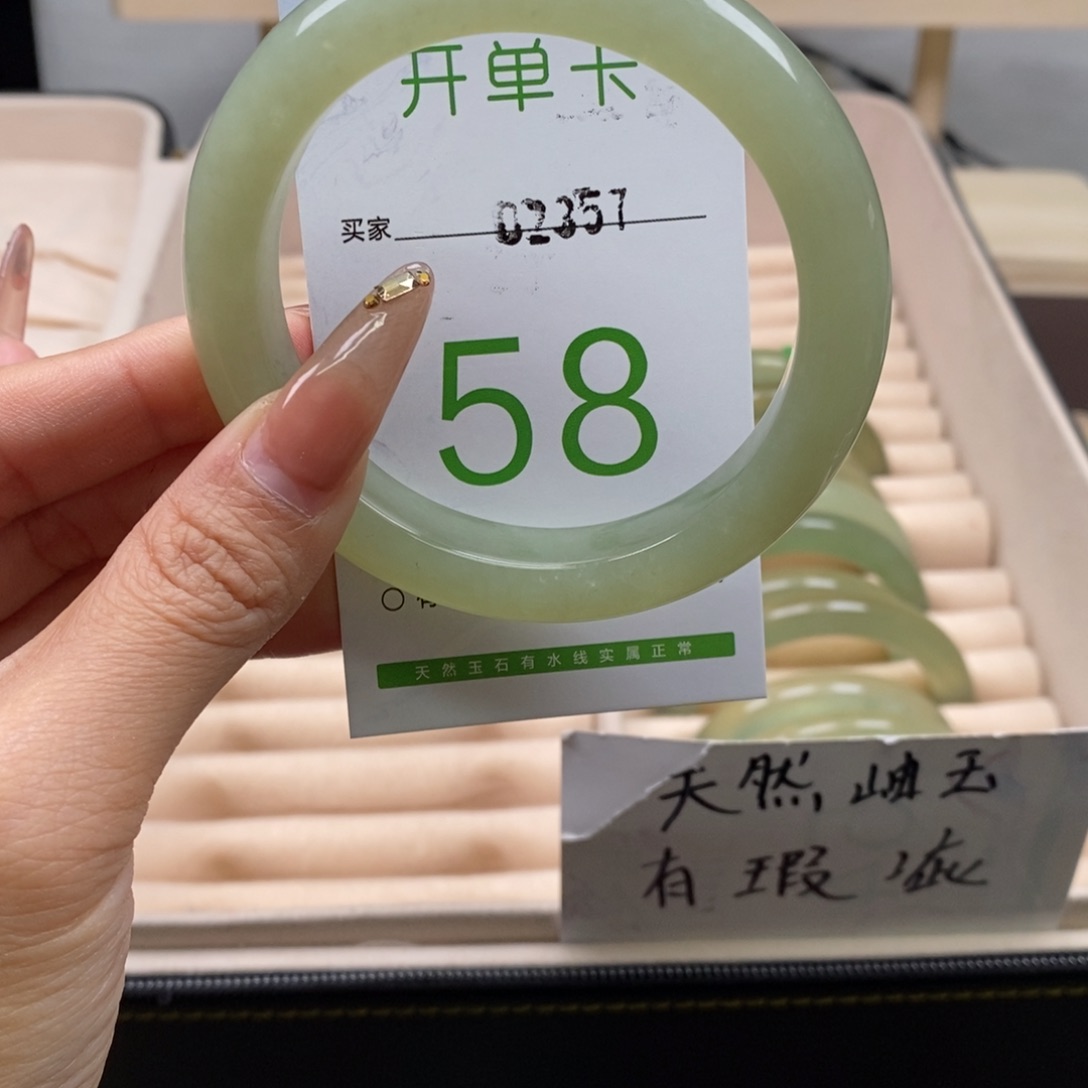 开单卡
买家 02357
58
天然玉石有水线实属正常
天然岫玉
有瑕疵